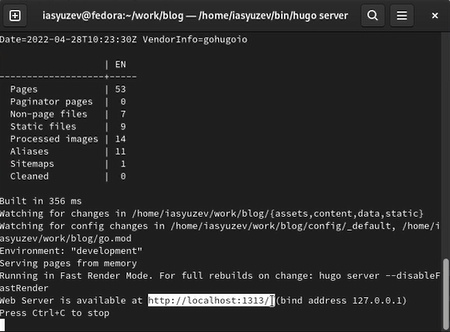 iasyuzev@fedora:~/work/blog — /home/iasyuzev/bin/hugo server
Date=2022-04-28T10:23:30Z VendorInfo=gohugoio
| EN
-------------------+-----
Pages | 53
Paginator pages | 0
Non-page files | 7
Static files | 9
Processed images | 14
Aliases | 11
Sitemaps | 1
Cleaned | 0
Built in 356 ms
Watching for changes in /home/iasyuzev/work/blog/{assets,content,data,static}
Watching for config changes in /home/iasyuzev/work/blog/config/_default, /home/i
asyuzev/work/blog/go.mod
Environment: "development"
Serving pages from memory
Running in Fast Render Mode. For full rebuilds on change: hugo server --disableF
astRender
Web Server is available at http://localhost:1313/ (bind address 127.0.0.1)
Press Ctrl+C to stop